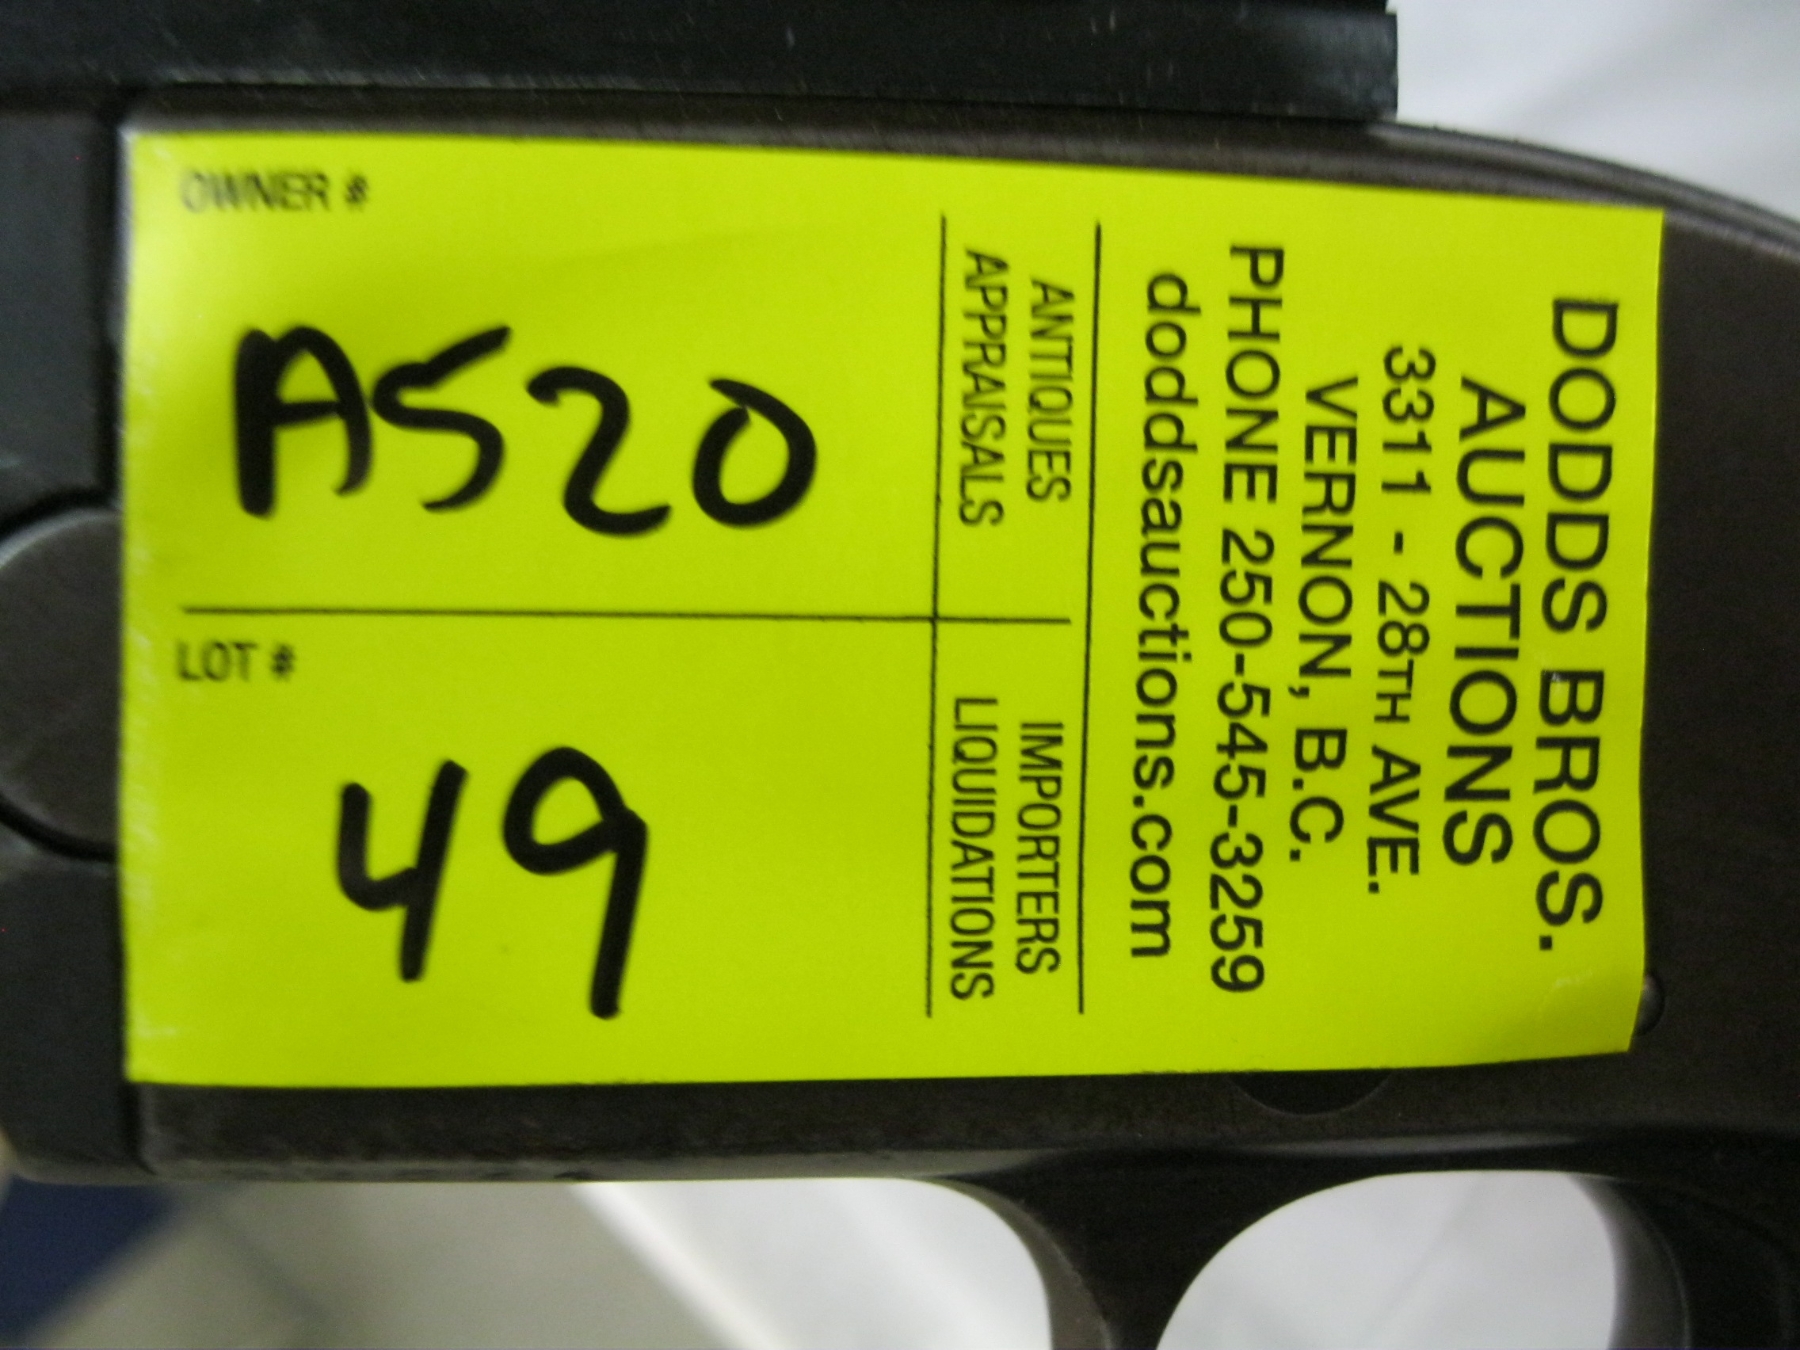 DODDS BROS.
AUCTIONS
3311 - 28TH AVE.
VERNON, B.C.
PHONE 250-545-3259
doddsauctions.com
ANTIQUES
APPRAISALS
IMPORTERS
LIQUIDATIONS
OWNER #
A520
LOT #
49